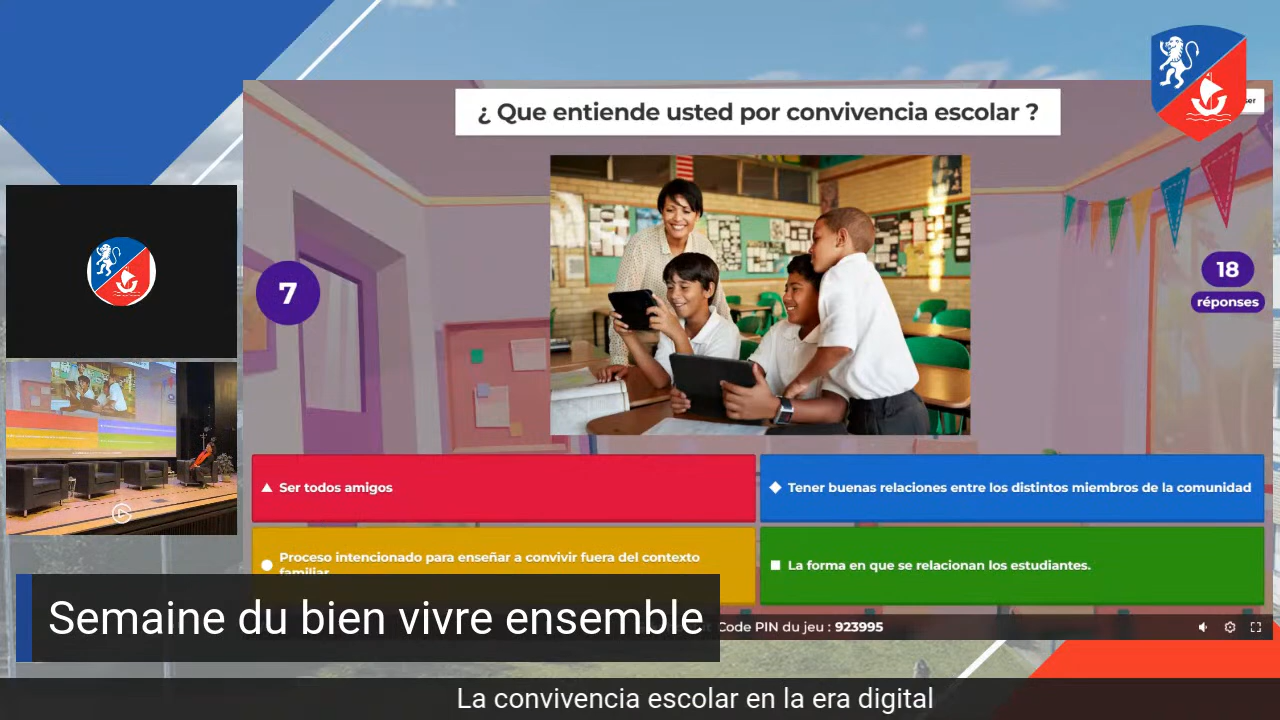 ¿ Que entiende usted por convivencia escolar ?
7
18
réponses
Ser todos amigos
Tener buenas relaciones entre los distintos miembros de la comunidad
Proceso intencionado para enseñar a convivir fuera del contexto
familiar
La forma en que se relacionan los estudiantes.
Semaine du bien vivre ensemble
Code PIN du jeu : 923995
La convivencia escolar en la era digital